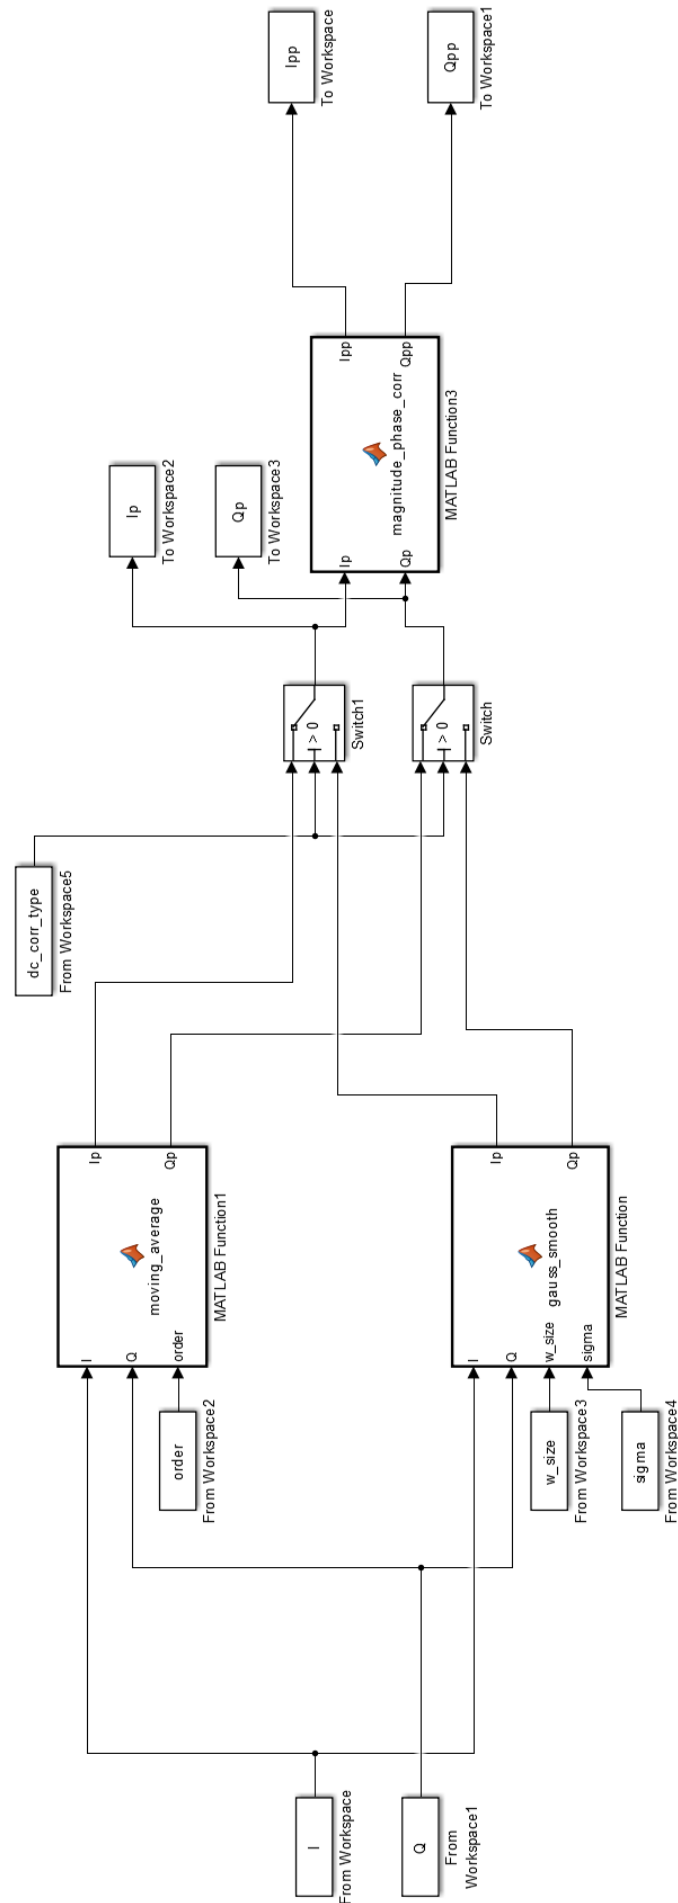 I
From Workspace
Q
From
Workspace1
order
From Workspace2
w_size
From Workspace3
sigma
From Workspace4
I
Q
order
moving_average
Ip
Qp
MATLAB Function1
I
Q
w_size
sigma
gauss_smooth
Ip
Qp
MATLAB Function
dc_corr_type
From Workspace5
> 0
Switch1
> 0
Switch
Ip
To Workspace2
Qp
To Workspace3
Ip
Qp
magnitude_phase_corr
Ipp
Qpp
MATLAB Function3
Ipp
To Workspace
Qpp
To Workspace1